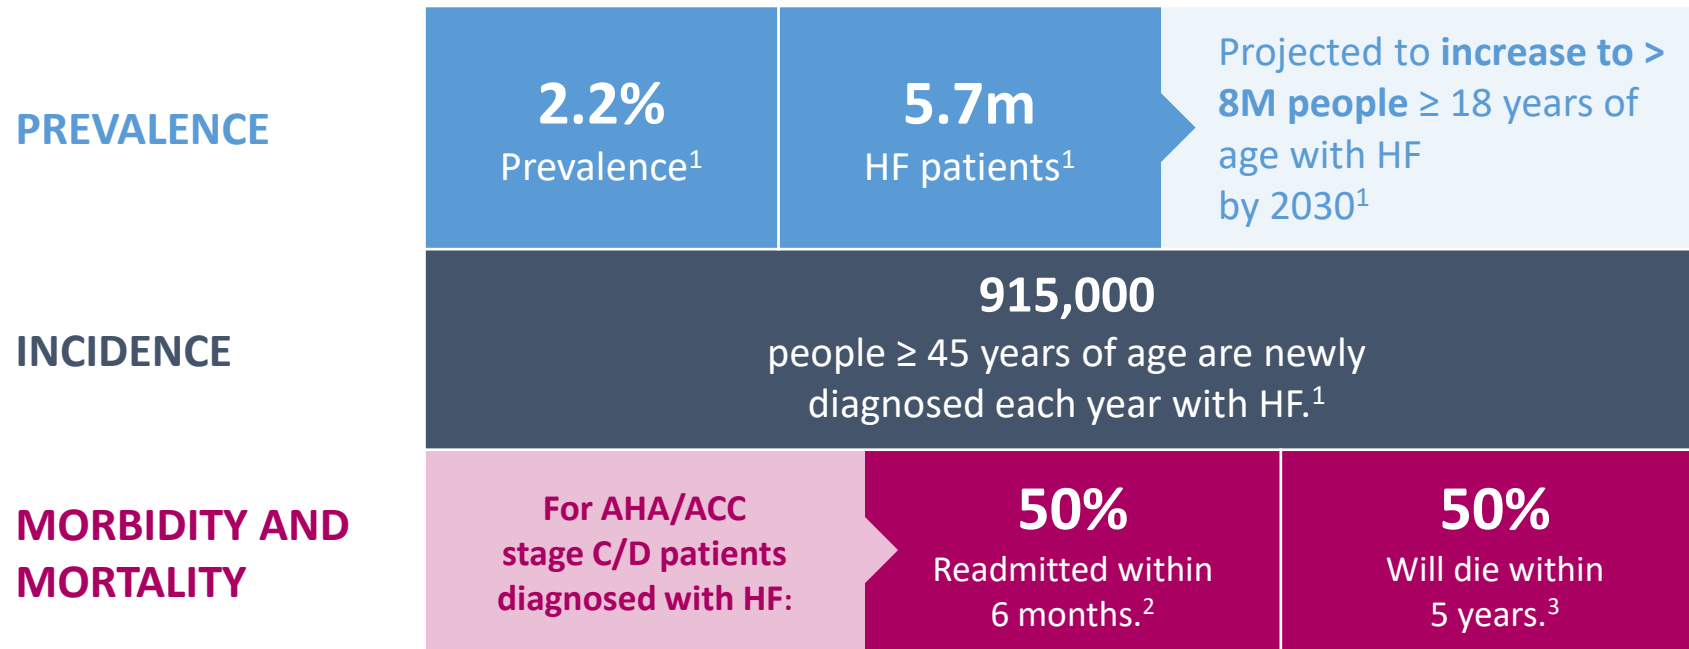 PREVALENCE
2.2%
Prevalence¹
5.7m
HF patients¹
Projected to increase to >
8M people ≥ 18 years of
age with HF
by 2030¹
INCIDENCE
915,000
people ≥ 45 years of age are newly
diagnosed each year with HF.¹
MORBIDITY AND
MORTALITY
For AHA/ACC
stage C/D patients
diagnosed with HF:
50%
Readmitted within
6 months.²
50%
Will die within
5 years.³